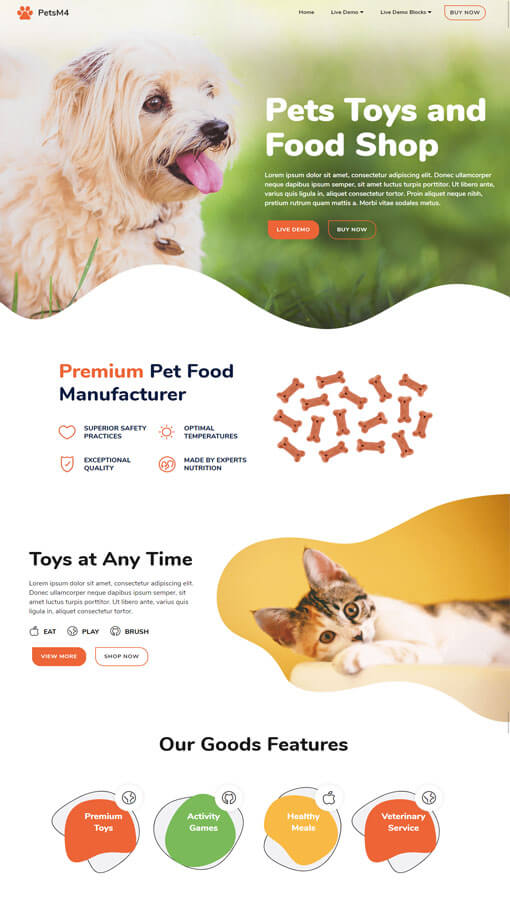 PetsM4
Home
Live Demo
Live Demo Blocks
BUY NOW
Pets Toys and
Food Shop
Lorem ipsum dolor sit amet, consectetur adipiscing elit. Donec ullamcorper
neque dapibus ipsum semper, sit amet rutrum turpis porttitor. Ut libero ante,
varius quis ligula in, aliquet consectetur tortor. Proin aliquet neque nibh,
pretium rutrum quam mattis a. Morbi vitae sodales metus.
LIVE DEMO
BUY NOW
Premium Pet Food
Manufacturer
SUPERIOR SAFETY
PRACTICES
OPTIMAL
TEMPERATURES
EXCEPTIONAL
QUALITY
MADE BY EXPERTS
NUTRITION
Toys at Any Time
Lorem ipsum dolor sit amet, consectetur adipiscing elit.
Donec ullamcorper neque dapibus ipsum semper, sit
amet rutrum turpis porttitor. Ut libero ante, varius quis
ligula in, aliquet consectetur tortor.
EAT
PLAY
BRUSH
VIEW MORE
SHOP NOW
Our Goods Features
Premium
Toys
Activity
Games
Healthy
Meals
Veterinary
Service